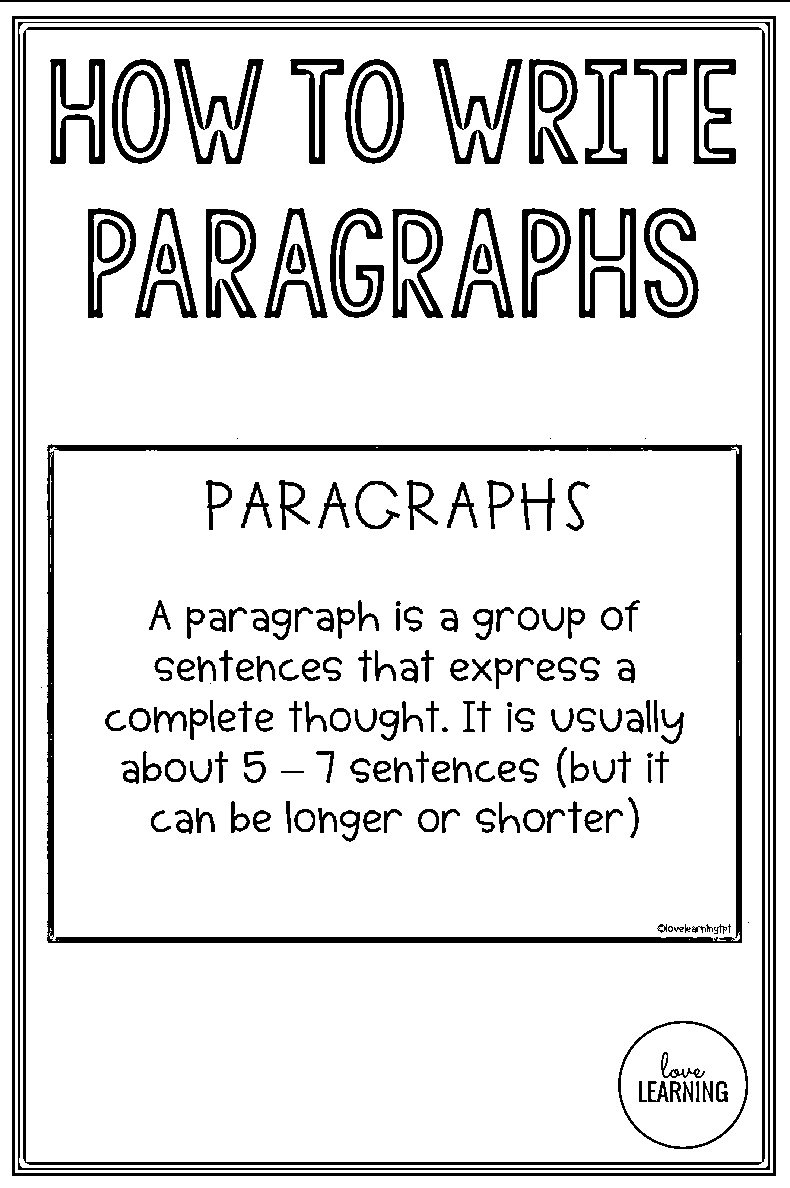 HOW TO WRITE
PARAGRAPHS
PARAGRAPHS
A paragraph is a group of
sentences that express a
complete thought. It is usually
about 5 – 7 sentences (but it
can be longer or shorter)
©lovelearningtpt
love
LEARNING